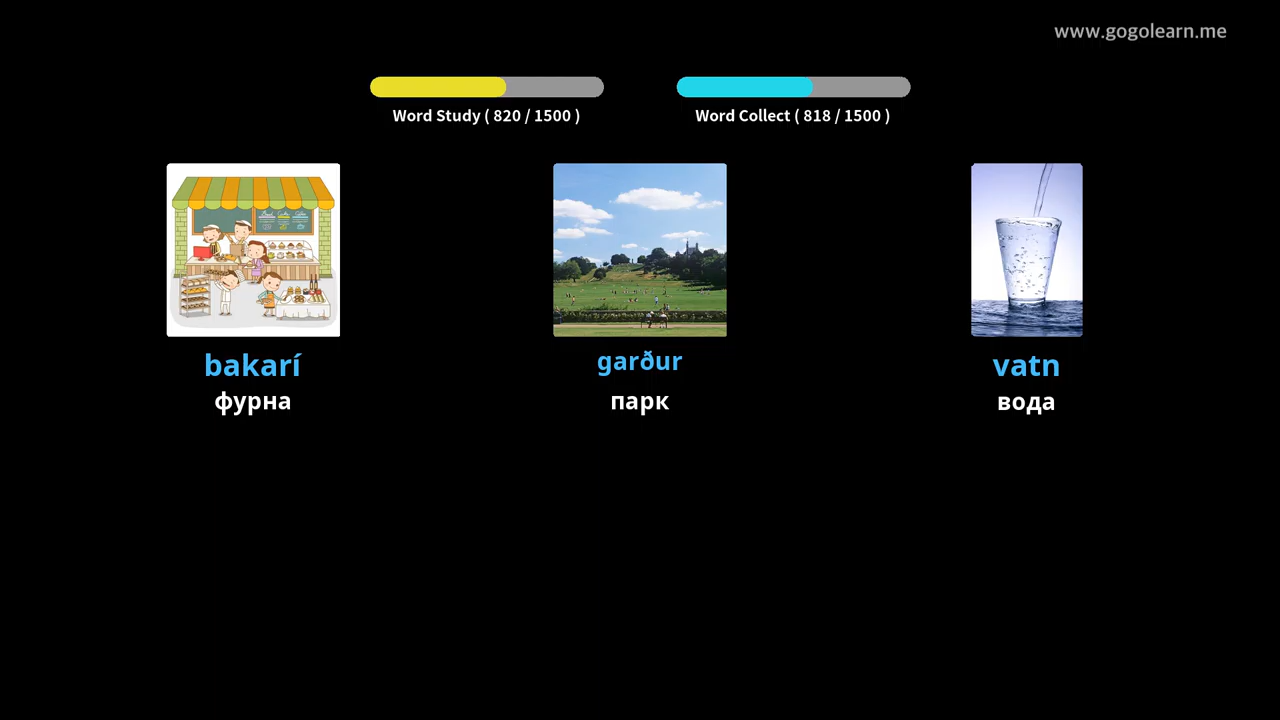 www.gogolearn.me
Word Study ( 820 / 1500 )
Word Collect ( 818 / 1500 )
bakarí
garður
vatn
фурна
парк
вода